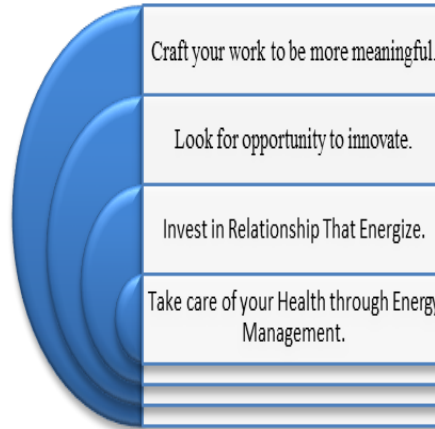 Craft your work to be more meaningful.
Look for opportunity to innovate.
Invest in Relationship That Energize.
Take care of your Health through Energy
Management.